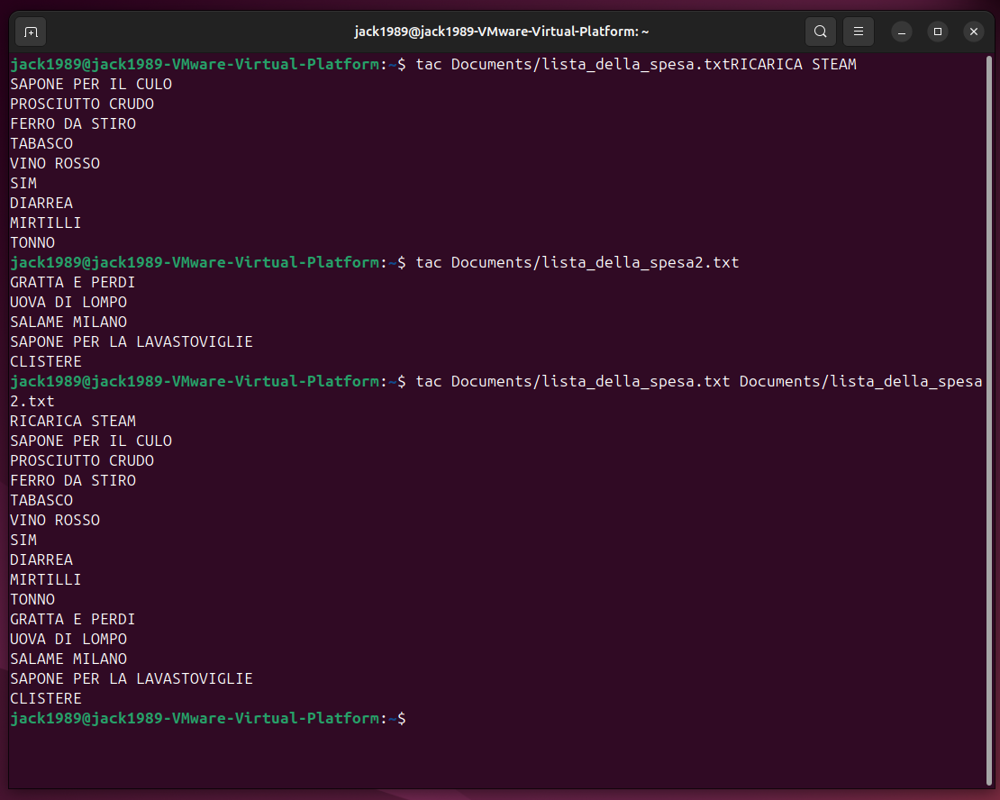 jack1989@jack1989-VMware-Virtual-Platform: ~
jack1989@jack1989-VMware-Virtual-Platform:~$ tac Documents/lista_della_spesa.txtRICARICA STEAM
SAPONE PER IL CULO
PROSCIUTTO CRUDO
FERRO DA STIRO
TABASCO
VINO ROSSO
SIM
DIARREA
MIRTILLI
TONNO
jack1989@jack1989-VMware-Virtual-Platform:~$ tac Documents/lista_della_spesa2.txt
GRATTA E PERDI
UOVA DI LOMPO
SALAME MILANO
SAPONE PER LA LAVASTOVIGLIE
CLISTERE
jack1989@jack1989-VMware-Virtual-Platform:~$ tac Documents/lista_della_spesa.txt Documents/lista_della_spesa
2.txt
RICARICA STEAM
SAPONE PER IL CULO
PROSCIUTTO CRUDO
FERRO DA STIRO
TABASCO
VINO ROSSO
SIM
DIARREA
MIRTILLI
TONNO
GRATTA E PERDI
UOVA DI LOMPO
SALAME MILANO
SAPONE PER LA LAVASTOVIGLIE
CLISTERE
jack1989@jack1989-VMware-Virtual-Platform:~$